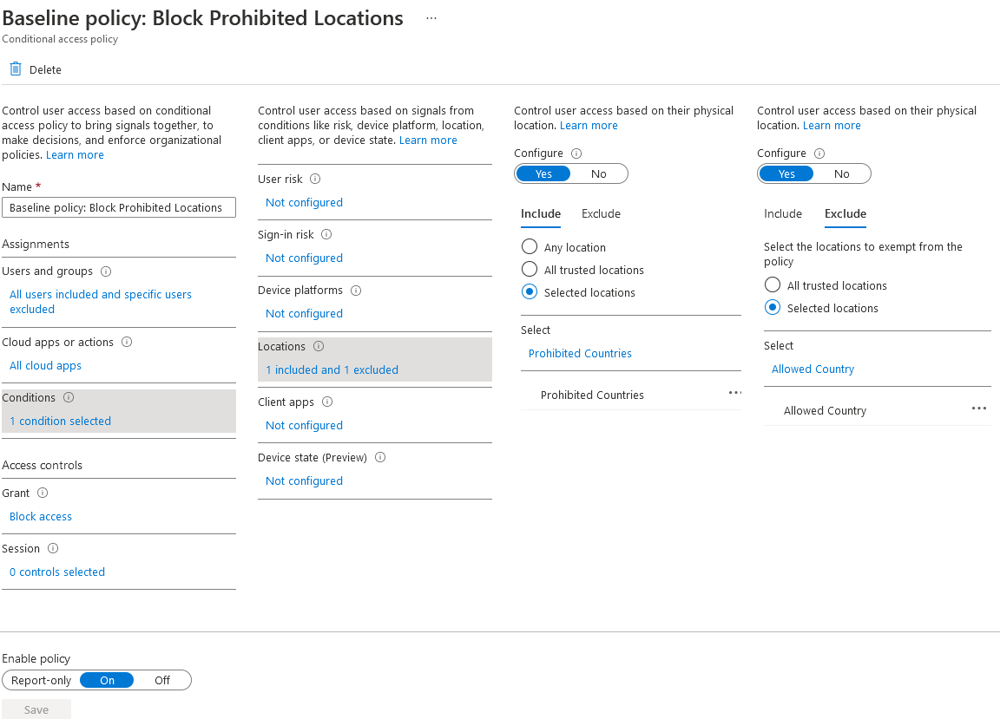 Baseline policy: Block Prohibited Locations ...
Conditional access policy
Delete
Control user access based on conditional
access policy to bring signals together, to
make decisions, and enforce organizational
policies. Learn more
Name *
Baseline policy: Block Prohibited Locations
Assignments
Users and groups
All users included and specific users
excluded
Cloud apps or actions
All cloud apps
Conditions
1 condition selected
Access controls
Grant
Block access
Session
0 controls selected
Control user access based on signals from
conditions like risk, device platform, location,
client apps, or device state. Learn more
User risk
Not configured
Sign-in risk
Not configured
Device platforms
Not configured
Locations
1 included and 1 excluded
Client apps
Not configured
Device state (Preview)
Not configured
Control user access based on their physical
location. Learn more
Configure
Yes No
Include Exclude
Any location
All trusted locations
Selected locations
Select
Prohibited Countries
Prohibited Countries ...
Control user access based on their physical
location. Learn more
Configure
Yes No
Include Exclude
Select the locations to exempt from the
policy
All trusted locations
Selected locations
Select
Allowed Country
Allowed Country ...
Enable policy
Report-only On Off
Save